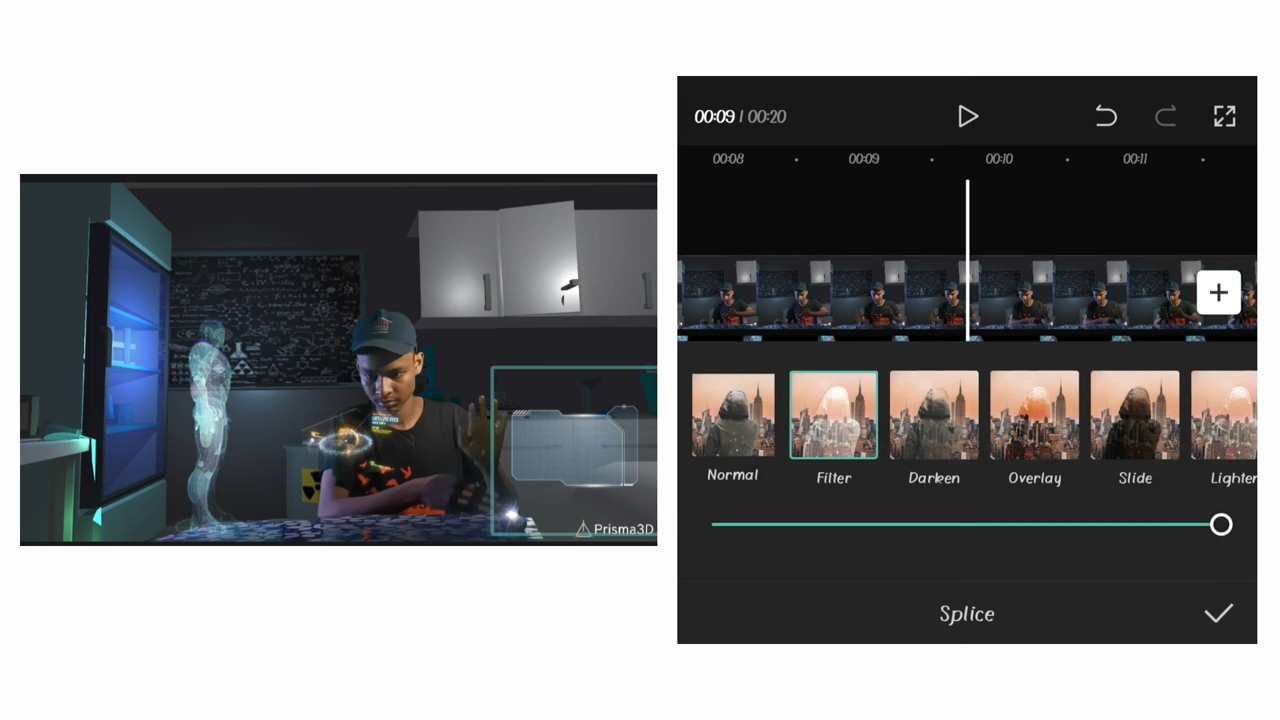 Prisma3D
00:09 / 00:20
00:08 00:09 00:10 00:11
Normal Filter Darken Overlay Slide Lighten
Splice